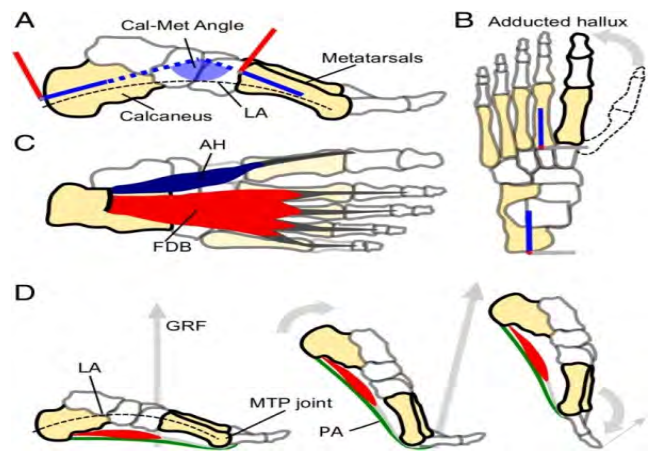 A
Cal-Met Angle
Metatarsals
LA
Calcaneus
B
Adducted hallux
C
AH
FDB
D
GRF
LA
MTP joint
PA